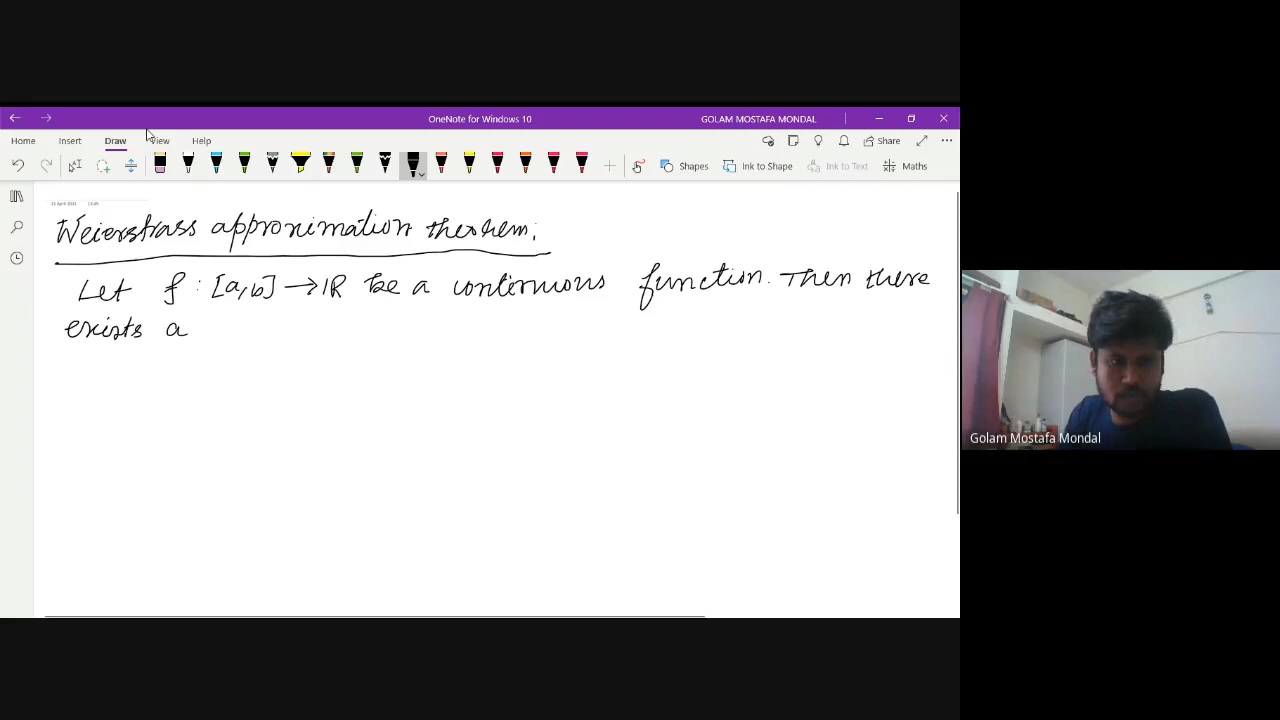 OneNote for Windows 10
GOLAM MOSTAFA MONDAL
Home Insert Draw View Help
Share
Shapes Ink to Shape Ink to Text Maths
Weierstrass approximation theorem:
Let f : [a,b] → ℝ be a continuous function. Then there
exists a
Golam Mostafa Mondal